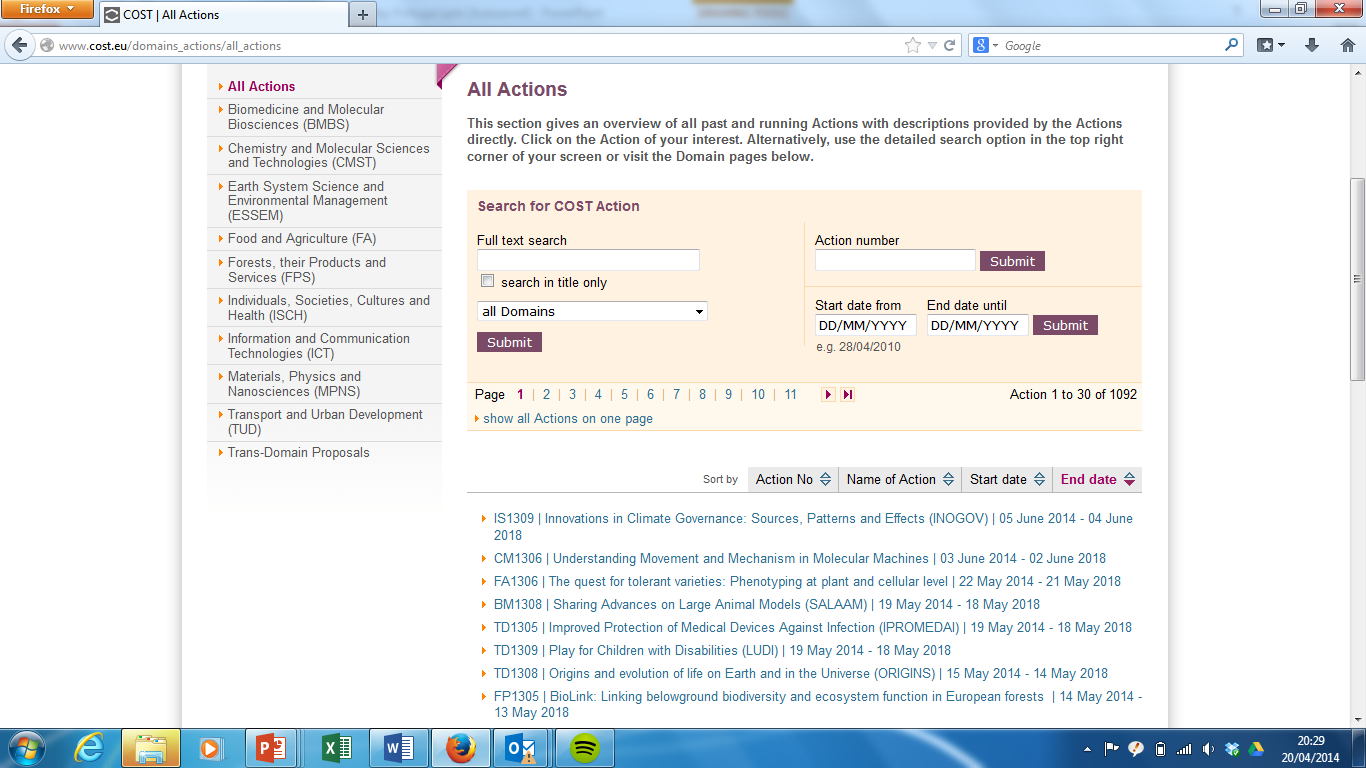 Firefox
COST | All Actions
www.cost.eu/domains_actions/all_actions
Google
All Actions
Biomedicine and Molecular
Biosciences (BMBS)
Chemistry and Molecular Sciences
and Technologies (CMST)
Earth System Science and
Environmental Management
(ESSEM)
Food and Agriculture (FA)
Forests, their Products and
Services (FPS)
Individuals, Societies, Cultures and
Health (ISCH)
Information and Communication
Technologies (ICT)
Materials, Physics and
Nanosciences (MPNS)
Transport and Urban Development
(TUD)
Trans-Domain Proposals
All Actions
This section gives an overview of all past and running Actions with descriptions provided by the Actions
directly. Click on the Action of your interest. Alternatively, use the detailed search option in the top right
corner of your screen or visit the Domain pages below.
Search for COST Action
Full text search
search in title only
all Domains
Submit
Action number
Submit
Start date from End date until
DD/MM/YYYY DD/MM/YYYY Submit
e.g. 28/04/2010
Page 1 | 2 | 3 | 4 | 5 | 6 | 7 | 8 | 9 | 10 | 11 Action 1 to 30 of 1092
show all Actions on one page
Sort by Action No Name of Action Start date End date
IS1309 | Innovations in Climate Governance: Sources, Patterns and Effects (INOGOV) | 05 June 2014 - 04 June
2018
CM1306 | Understanding Movement and Mechanism in Molecular Machines | 03 June 2014 - 02 June 2018
FA1306 | The quest for tolerant varieties: Phenotyping at plant and cellular level | 22 May 2014 - 21 May 2018
BM1308 | Sharing Advances on Large Animal Models (SALAAM) | 19 May 2014 - 18 May 2018
TD1305 | Improved Protection of Medical Devices Against Infection (IPROMEDAI) | 19 May 2014 - 18 May 2018
TD1309 | Play for Children with Disabilities (LUDI) | 19 May 2014 - 18 May 2018
TD1308 | Origins and evolution of life on Earth and in the Universe (ORIGINS) | 15 May 2014 - 14 May 2018
FP1305 | BioLink: Linking belowground biodiversity and ecosystem function in European forests | 14 May 2014 -
13 May 2018
20:29
20/04/2014